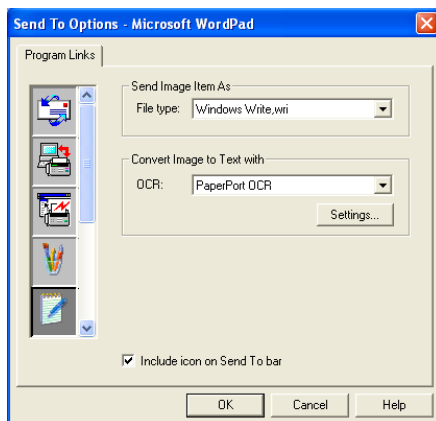 Send To Options - Microsoft WordPad
Program Links
Send Image Item As
File type: Windows Write,wri
Convert Image to Text with
OCR: PaperPort OCR
Settings...
Include icon on Send To bar
OK Cancel Help